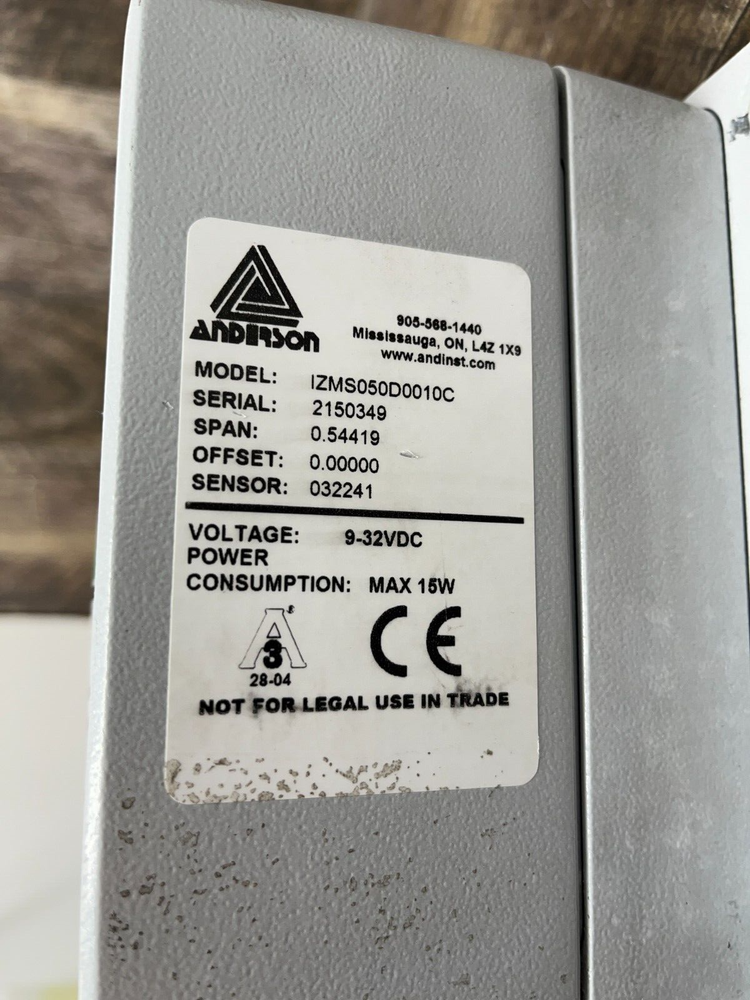 ANDERSON
905-568-1440
Mississauga, ON, L4Z 1X9
www.andinst.com
MODEL: IZMS050D0010C
SERIAL: 2150349
SPAN: 0.54419
OFFSET: 0.00000
SENSOR: 032241
VOLTAGE: 9-32VDC
POWER
CONSUMPTION: MAX 15W
A®
3
28-04
CE
NOT FOR LEGAL USE IN TRADE